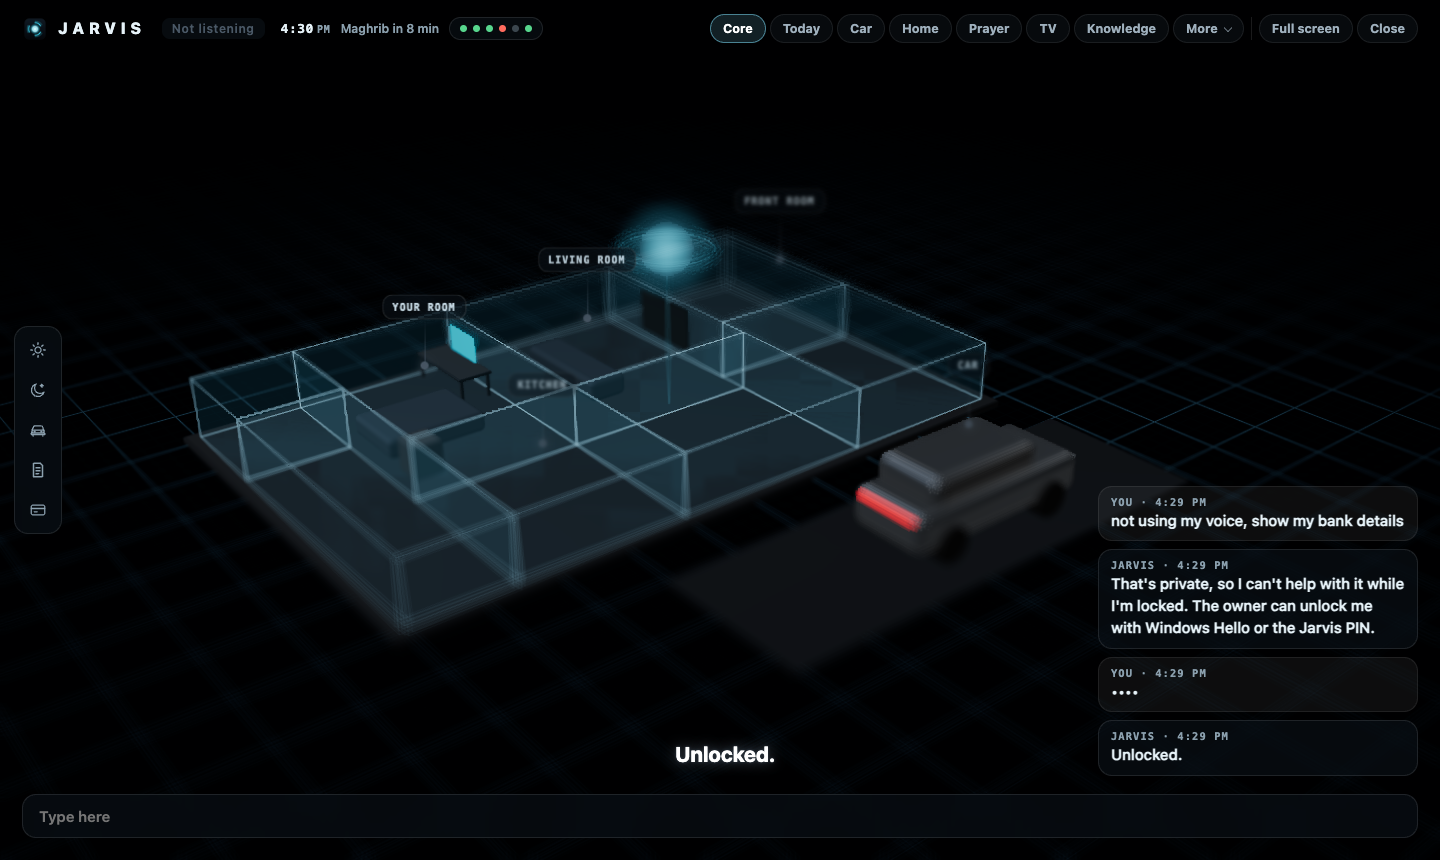 JARVIS
Not listening
4:30 PM
Maghrib in 8 min
Core
Today
Car
Home
Prayer
TV
Knowledge
More
Full screen
Close
FRONT ROOM
LIVING ROOM
YOUR ROOM
KITCHEN
CAR
YOU · 4:29 PM
not using my voice, show my bank details
JARVIS · 4:29 PM
That's private, so I can't help with it while
I'm locked. The owner can unlock me
with Windows Hello or the Jarvis PIN.
YOU · 4:29 PM
••••
JARVIS · 4:29 PM
Unlocked.
Unlocked.
Type here